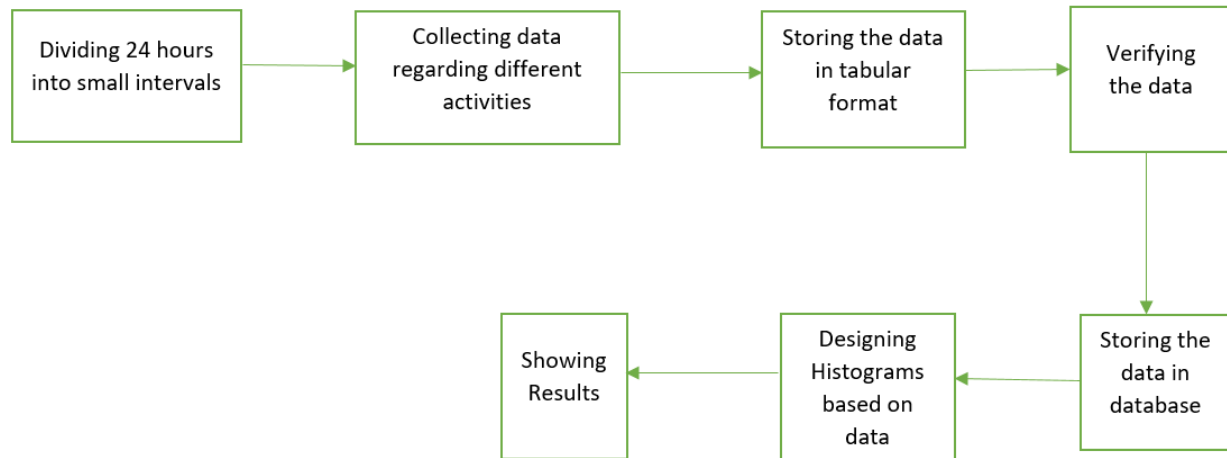 Dividing 24 hours
into small intervals
Collecting data
regarding different
activities
Storing the data
in tabular
format
Verifying
the data
Storing the
data in
database
Designing
Histograms
based on
data
Showing
Results